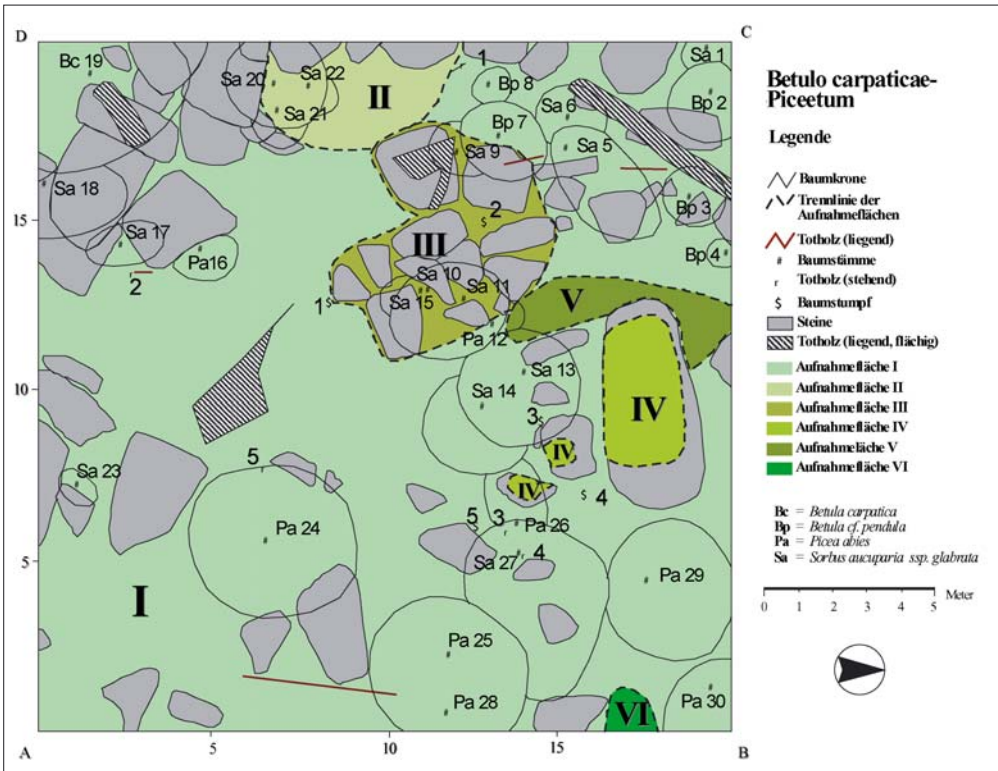 D
C
Bc 19
Sa 20
Sa 22
Sa 21
II
1
Bp 8
Sa 6
Sa 1
Bp 2
Bp 7
Sa 9
Sa 5
Sa 18
15
Sa 17
Pa16
2
2
III
Bp 3
Bp 4
Sa 10
Sa 11
Sa 15
1
V
Pa 12
Sa 13
10
Sa 14
3
IV
IV
IV
Sa 23
5
Pa 24
4
5
3
Pa 26
Sa 27
4
5
Pa 29
I
Pa 25
Pa 28
VI
Pa 30
A
5
10
15
B
Betulo carpaticae-
Piceetum
Legende
Baumkrone
Trennlinie der
Aufnahmeflächen
Totholz (liegend)
Baumstämme
Totholz (stehend)
$ Baumstumpf
Steine
Totholz (liegend, flächig)
Aufnahmefläche I
Aufnahmefläche II
Aufnahmefläche III
Aufnahmefläche IV
Aufnahmeläche V
Aufnahmefläche VI
Bc = Betula carpatica
Bp = Betula cf. pendula
Pa = Picea abies
Sa = Sorbus aucuparia ssp. glabrata
Meter
0 1 2 3 4 5